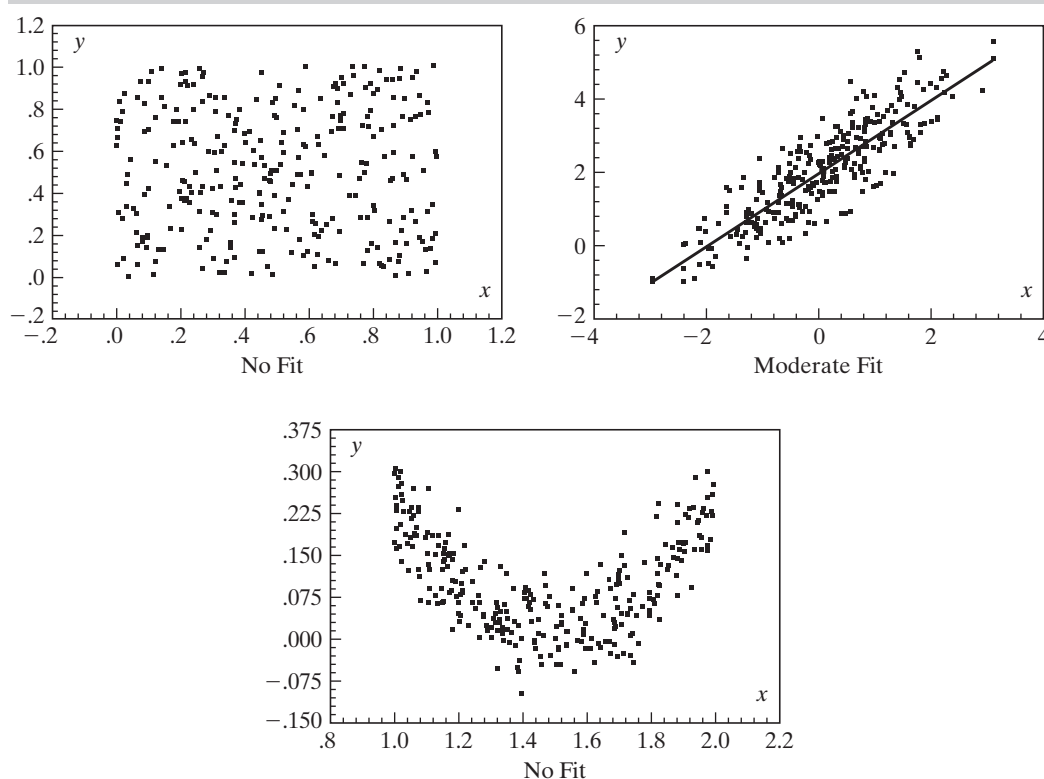 1.2
y
1.0
.8
.6
.4
.2
.0
x
−.2
−.2 .0 .2 .4 .6 .8 1.0 1.2
No Fit
6
y
4
2
0
x
−2
−4 −2 0 2 4
Moderate Fit
.375
y
.300
.225
.150
.075
.000
−.075
x
−.150
.8 1.0 1.2 1.4 1.6 1.8 2.0 2.2
No Fit